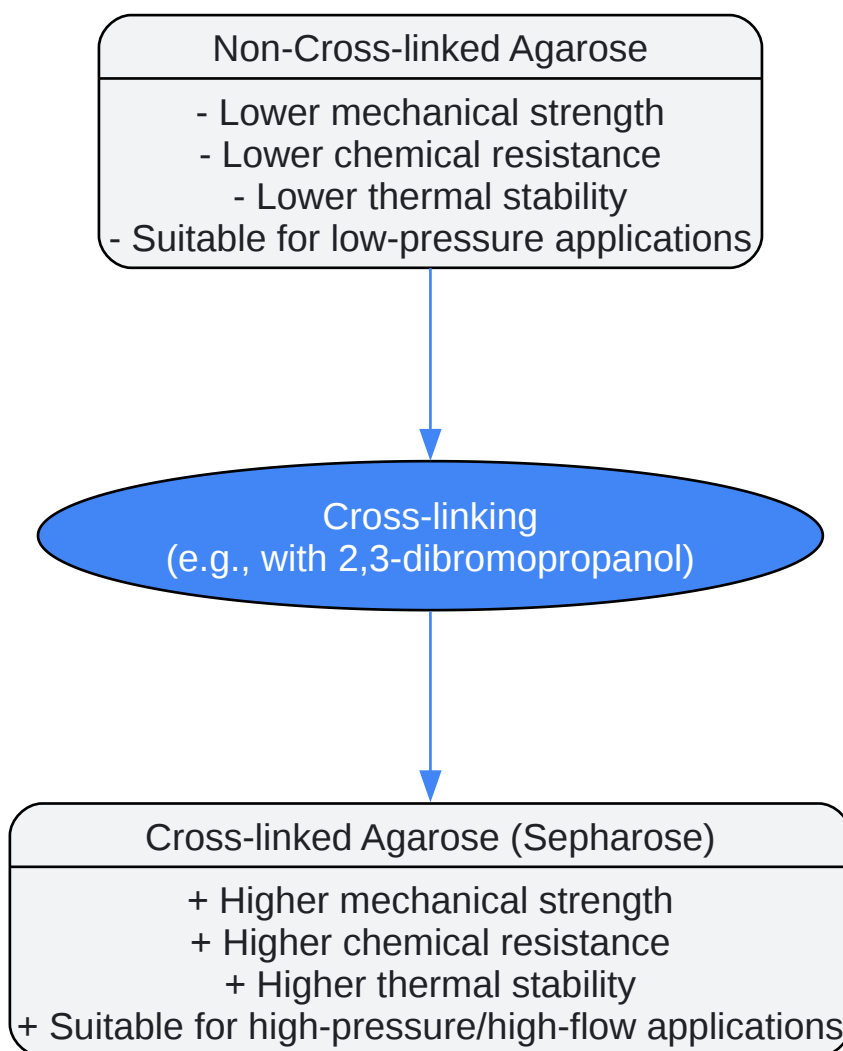 Non-Cross-linked Agarose
- Lower mechanical strength
- Lower chemical resistance
- Lower thermal stability
- Suitable for low-pressure applications
Cross-linking
(e.g., with 2,3-dibromopropanol)
Cross-linked Agarose (Sepharose)
+ Higher mechanical strength
+ Higher chemical resistance
+ Higher thermal stability
+ Suitable for high-pressure/high-flow applications